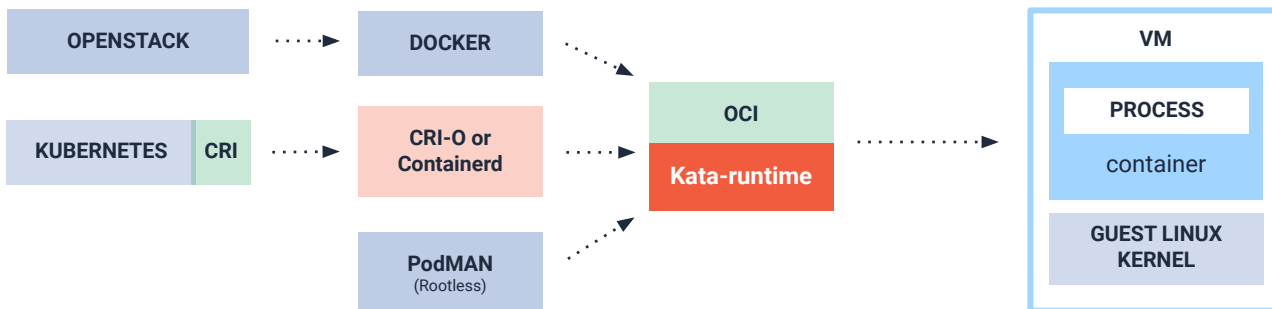 OPENSTACK
DOCKER
KUBERNETES
CRI
CRI-O or
Containerd
PodMAN
(Rootless)
OCI
Kata-runtime
VM
PROCESS
container
GUEST LINUX
KERNEL